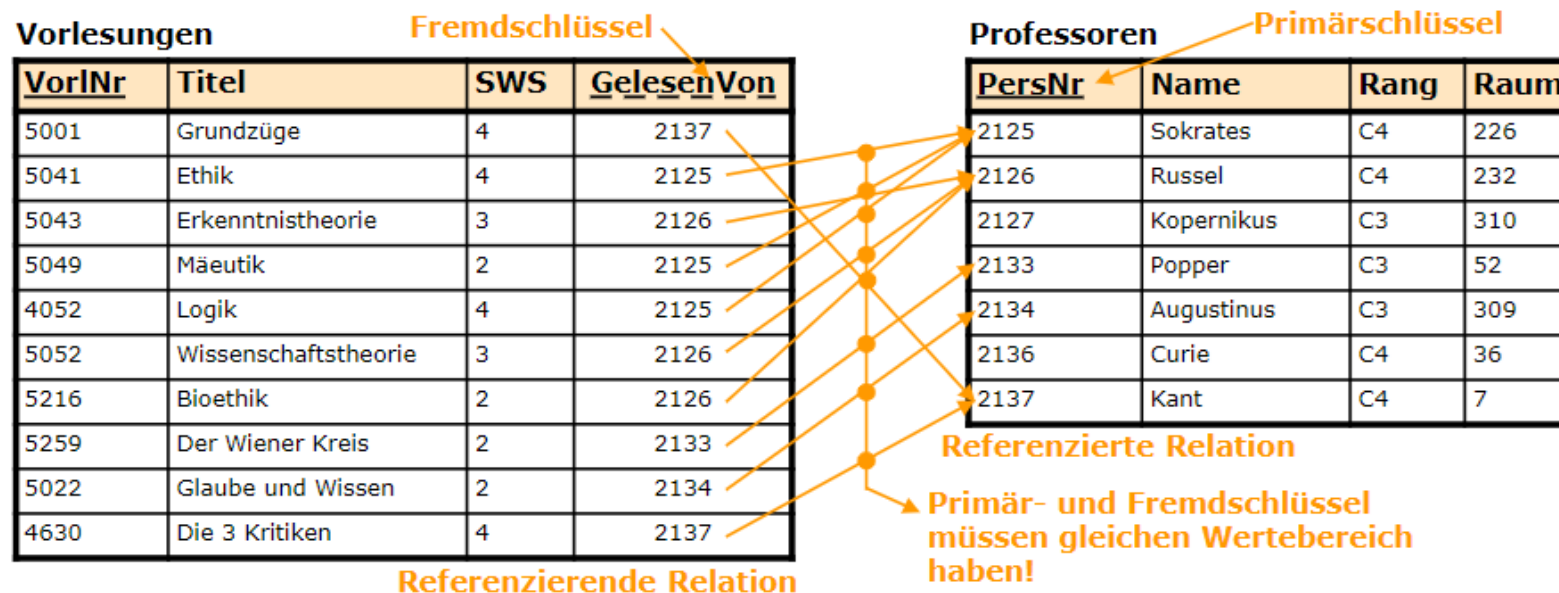 Fremdschlüssel
Primärschlüssel
Vorlesungen
VorlNr Titel SWS GelesenVon
5001 Grundzüge 4 2137
5041 Ethik 4 2125
5043 Erkenntnistheorie 3 2126
5049 Mäeutik 2 2125
4052 Logik 4 2125
5052 Wissenschaftstheorie 3 2126
5216 Bioethik 2 2126
5259 Der Wiener Kreis 2 2133
5022 Glaube und Wissen 2 2134
4630 Die 3 Kritiken 4 2137
Referenzierende Relation
Professoren
PersNr Name Rang Raum
2125 Sokrates C4 226
2126 Russel C4 232
2127 Kopernikus C3 310
2133 Popper C3 52
2134 Augustinus C3 309
2136 Curie C4 36
2137 Kant C4 7
Referenzierte Relation
Primär- und Fremdschlüssel
müssen gleichen Wertebereich
haben!